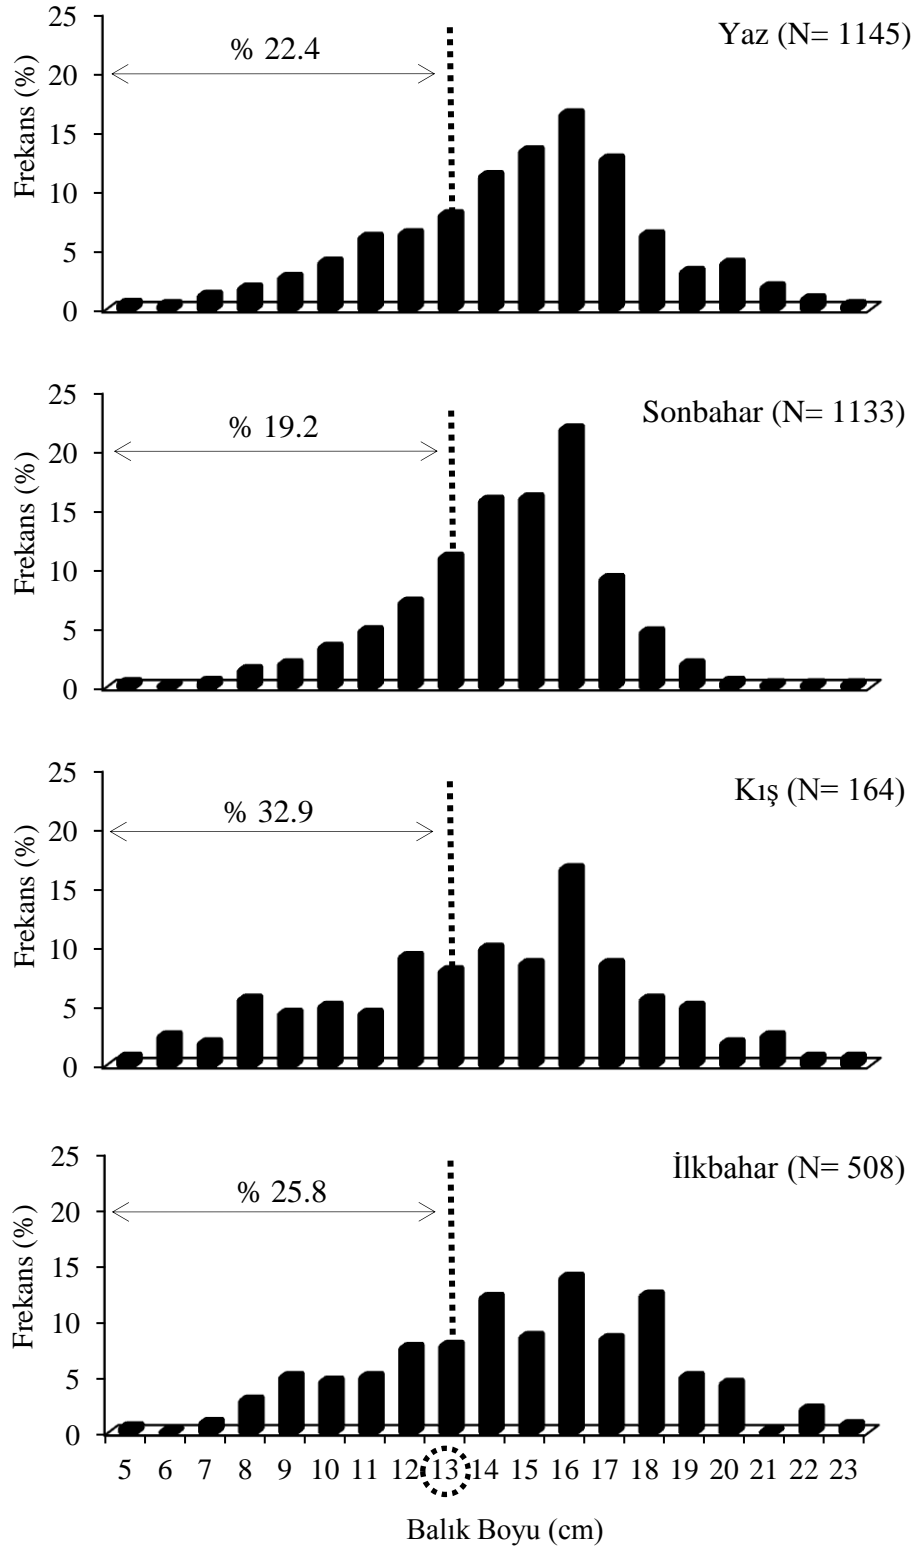 Yaz (N= 1145)
% 22.4
Frekans (%)
25
20
15
10
5
0
Sonbahar (N= 1133)
% 19.2
Frekans (%)
25
20
15
10
5
0
Kış (N= 164)
% 32.9
Frekans (%)
25
20
15
10
5
0
İlkbahar (N= 508)
% 25.8
Frekans (%)
25
20
15
10
5
0
5 6 7 8 9 10 11 12 13 14 15 16 17 18 19 20 21 22 23
Balık Boyu (cm)